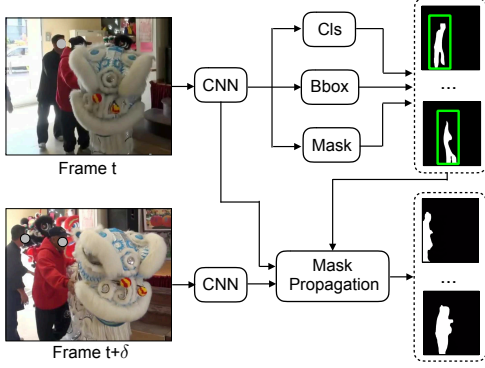 Cls
CNN
Bbox
...
Mask
Frame t
Mask
Propagation
CNN
...
Frame t+δ